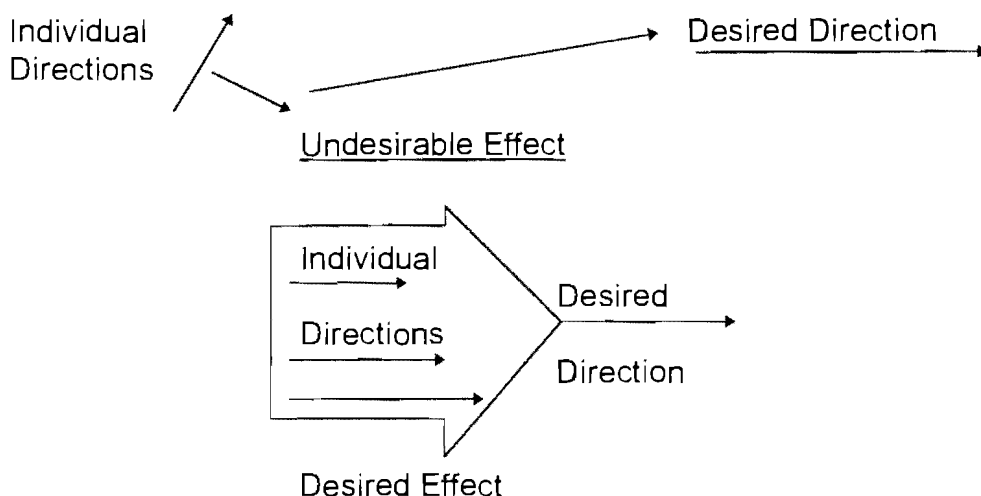 Individual
Directions
Desired Direction
Undesirable Effect
Individual
Directions
Desired
Direction
Desired Effect